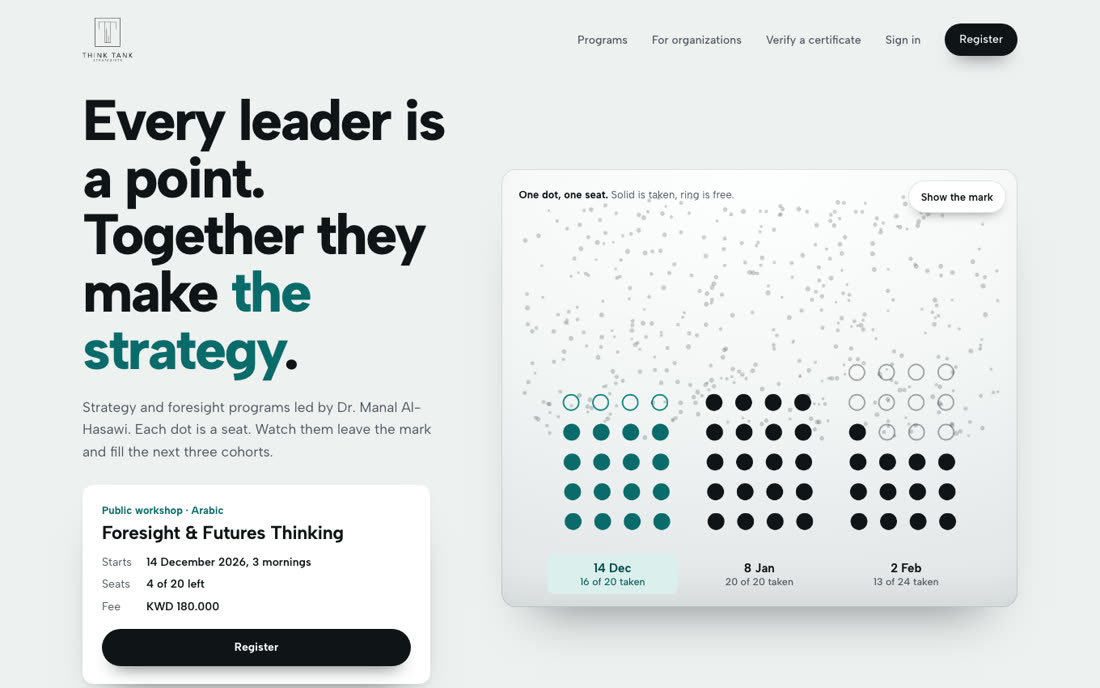 THINK TANK
STRATEGISTS
Programs
For organizations
Verify a certificate
Sign in
Register
Every leader is
a point.
Together they
make the
strategy.
Strategy and foresight programs led by Dr. Manal Al-
Hasawi. Each dot is a seat. Watch them leave the mark
and fill the next three cohorts.
Public workshop · Arabic
Foresight & Futures Thinking
Starts 14 December 2026, 3 mornings
Seats 4 of 20 left
Fee KWD 180.000
Register
One dot, one seat. Solid is taken, ring is free.
Show the mark
14 Dec
16 of 20 taken
8 Jan
20 of 20 taken
2 Feb
13 of 24 taken